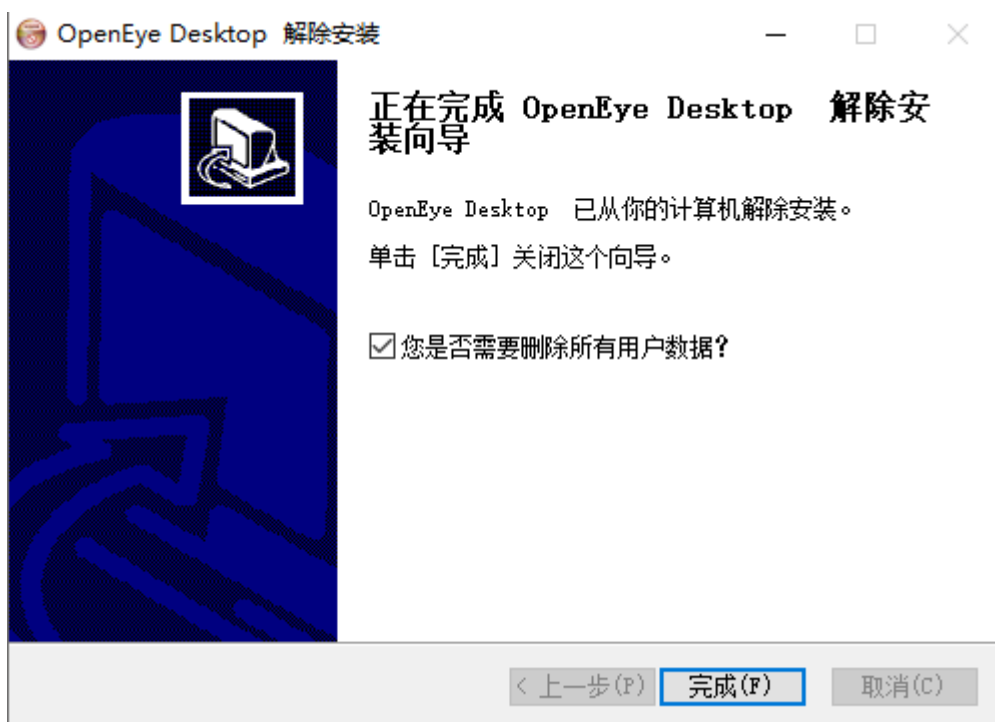 OpenEye Desktop 解除安装
正在完成 OpenEye Desktop 解除安
装向导
OpenEye Desktop 已从你的计算机解除安装。
单击 [完成] 关闭这个向导。
您是否需要删除所有用户数据?
< 上一步(P) 完成(F) 取消(C)